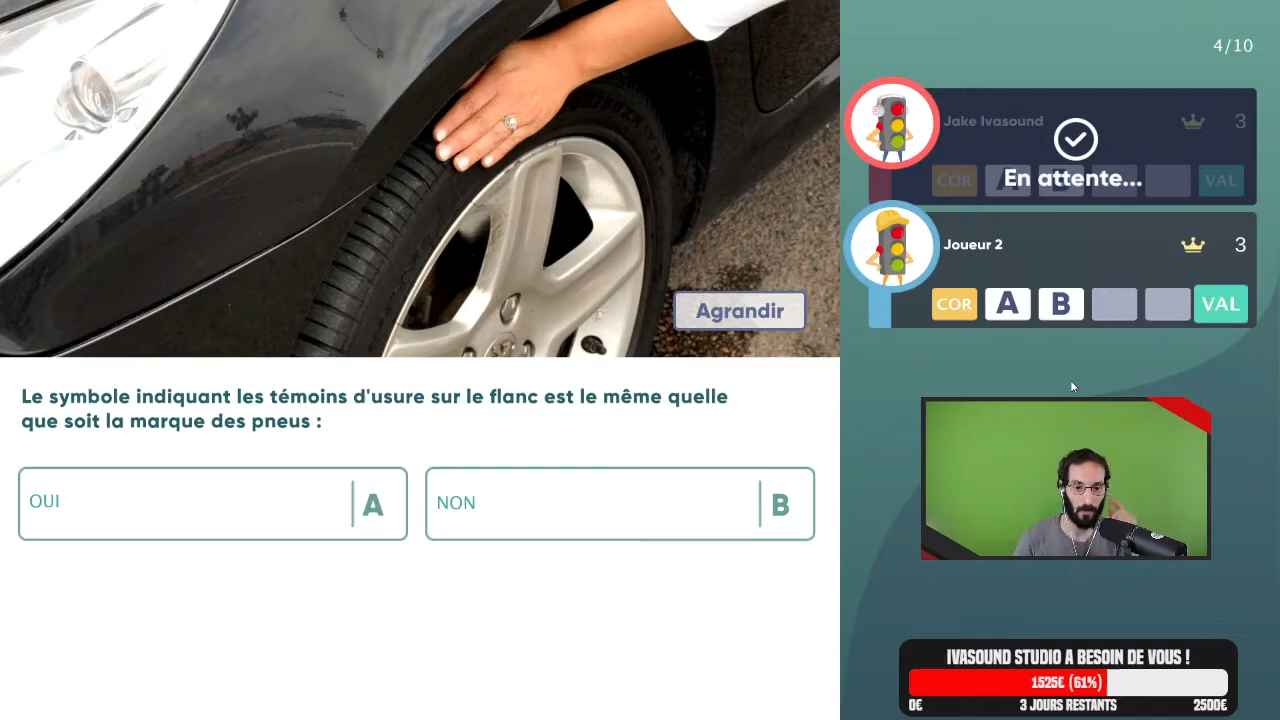 4/10
Jake Ivasound 3
COR A B VAL
En attente...
Joueur 2 3
COR A B VAL
Agrandir
Le symbole indiquant les témoins d'usure sur le flanc est le même quelle
que soit la marque des pneus :
OUI A
NON B
IVASOUND STUDIO A BESOIN DE VOUS !
1525€ (61%)
0€ 3 JOURS RESTANTS 2500€